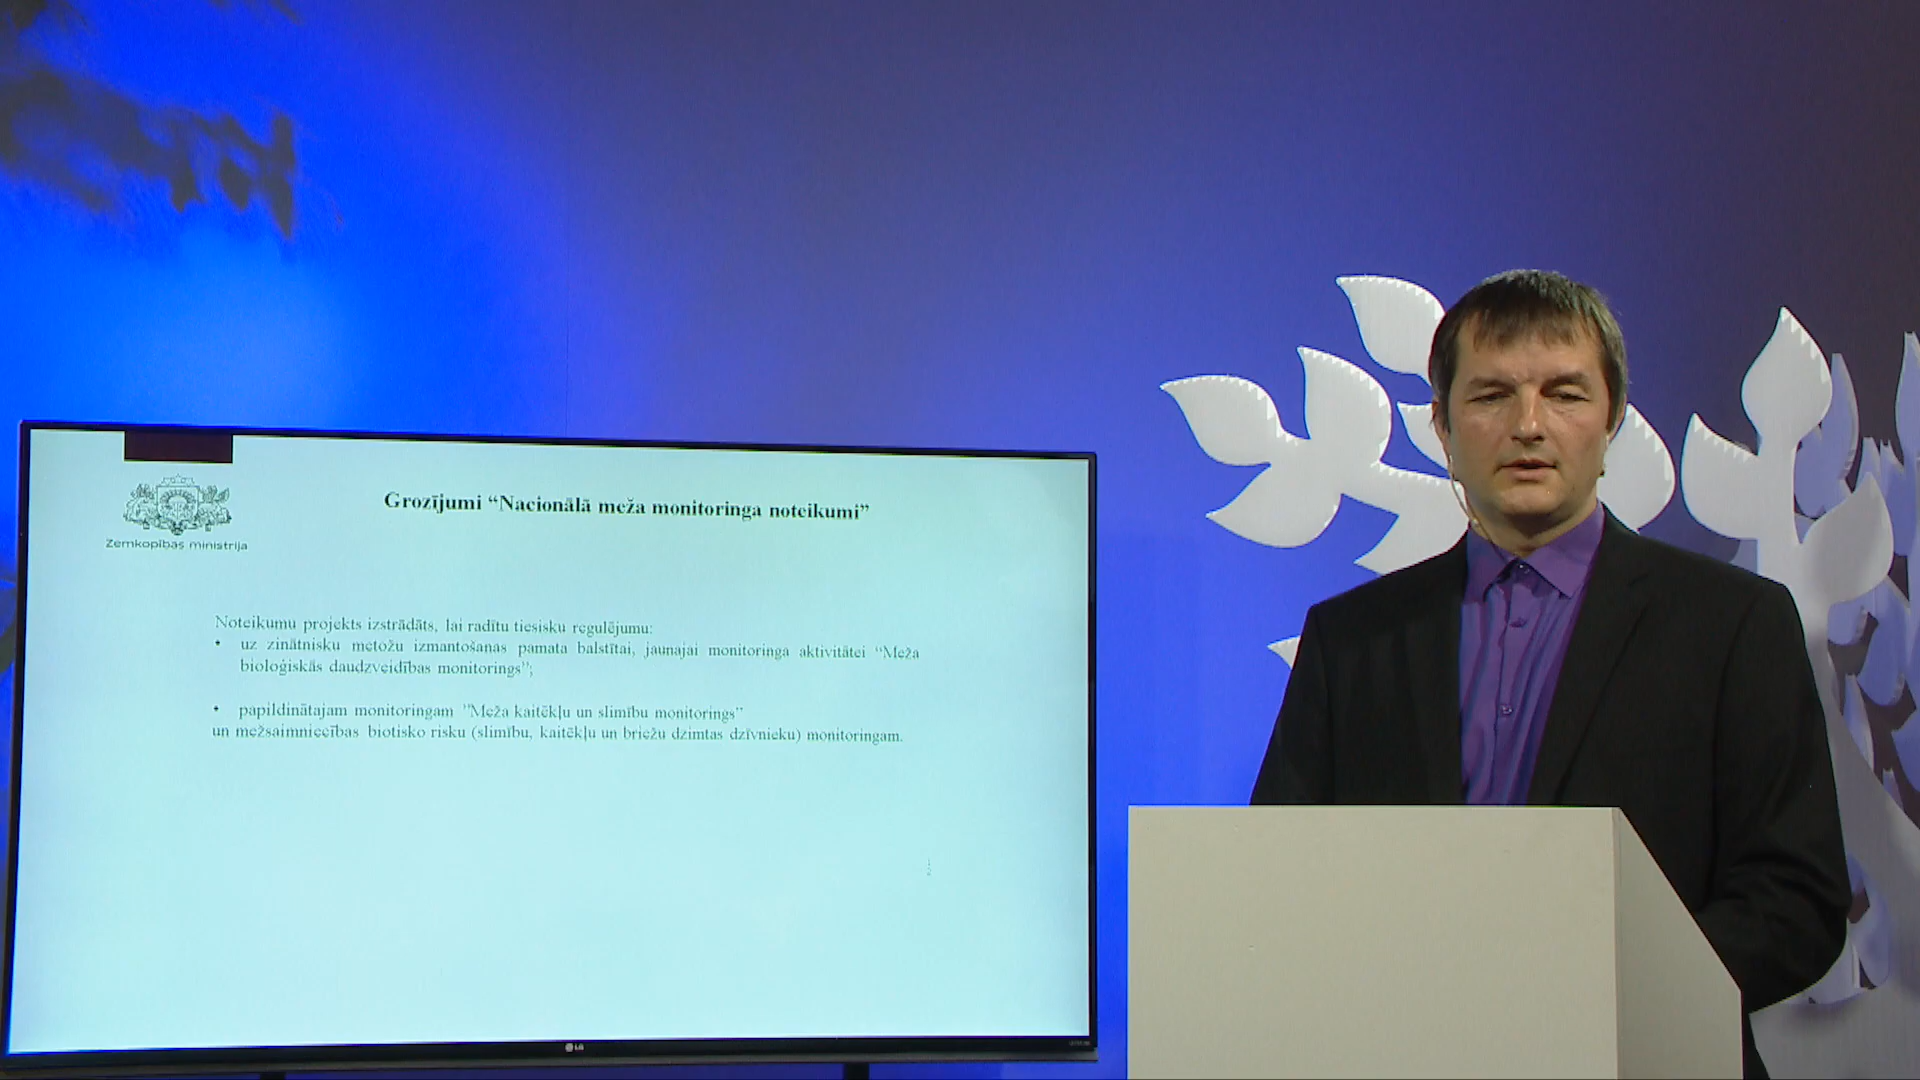 Grozījumi “Nacionālā meža monitoringa noteikumi”
Zemkopības ministrija
Noteikumu projekts izstrādāts, lai radītu tiesisku regulējumu:
• uz zinātnisku metožu izmantošanas pamata balstītai, jaunajai monitoringa aktivitātei “Meža
bioloģiskās daudzveidības monitorings”;
• papildinātajam monitoringam ”Meža kaitēkļu un slimību monitorings”
un mežsaimniecības biotisko risku (slimību, kaitēkļu un briežu dzimtas dzīvnieku) monitoringam.
LG